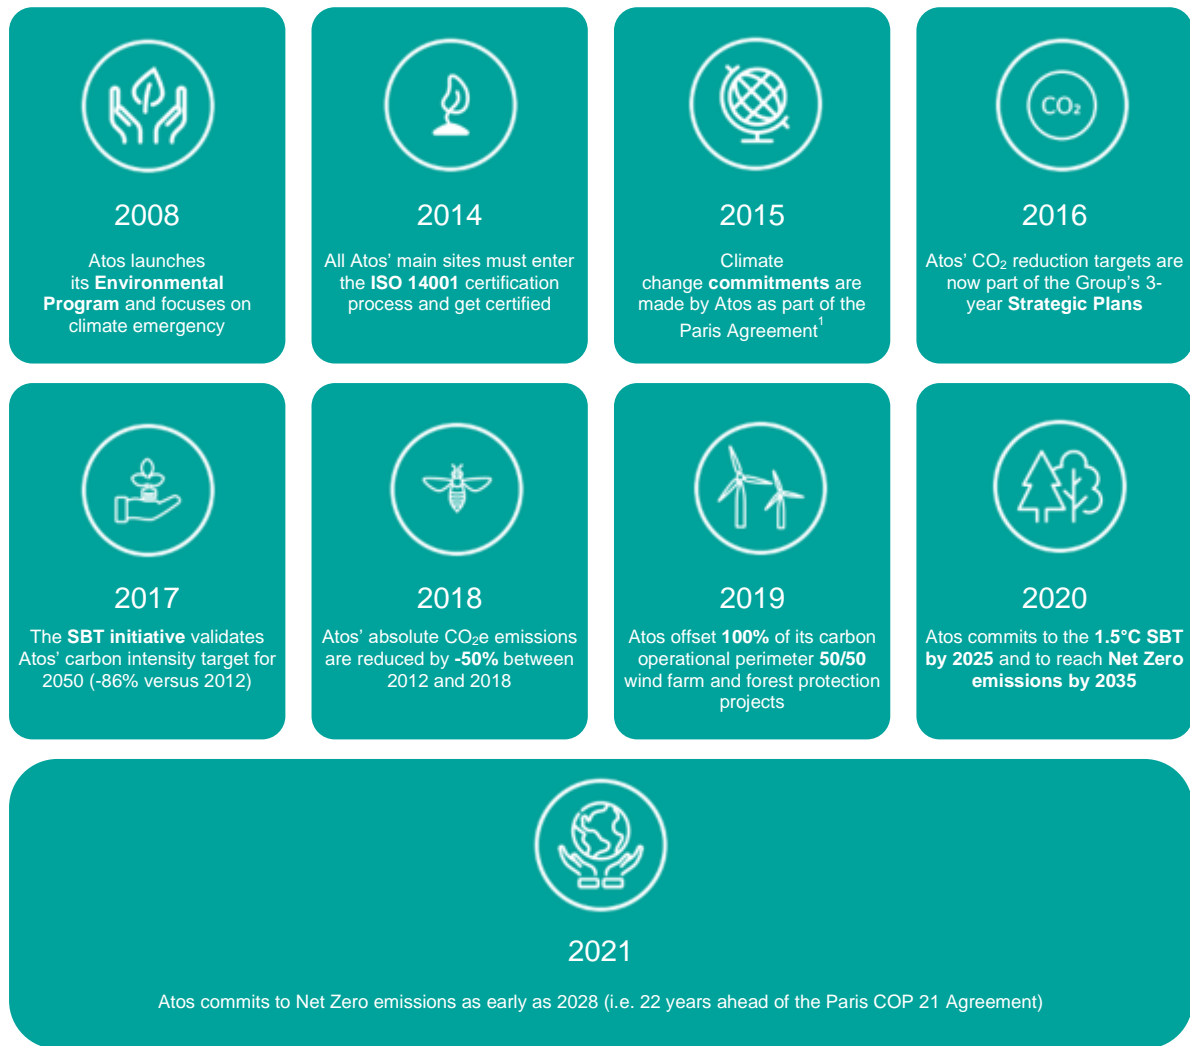 2008
Atos launches
its Environmental
Program and focuses on
climate emergency
2014
All Atos' main sites must enter
the ISO 14001 certification
process and get certified
2015
Climate
change commitments are
made by Atos as part of the
Paris Agreement¹
CO₂
2016
Atos' CO₂ reduction targets are
now part of the Group's 3-
year Strategic Plans
2017
The SBT initiative validates
Atos' carbon intensity target for
2050 (-86% versus 2012)
2018
Atos' absolute CO₂e emissions
are reduced by -50% between
2012 and 2018
2019
Atos offset 100% of its carbon
operational perimeter 50/50
wind farm and forest protection
projects
2020
Atos commits to the 1.5°C SBT
by 2025 and to reach Net Zero
emissions by 2035
2021
Atos commits to Net Zero emissions as early as 2028 (i.e. 22 years ahead of the Paris COP 21 Agreement)